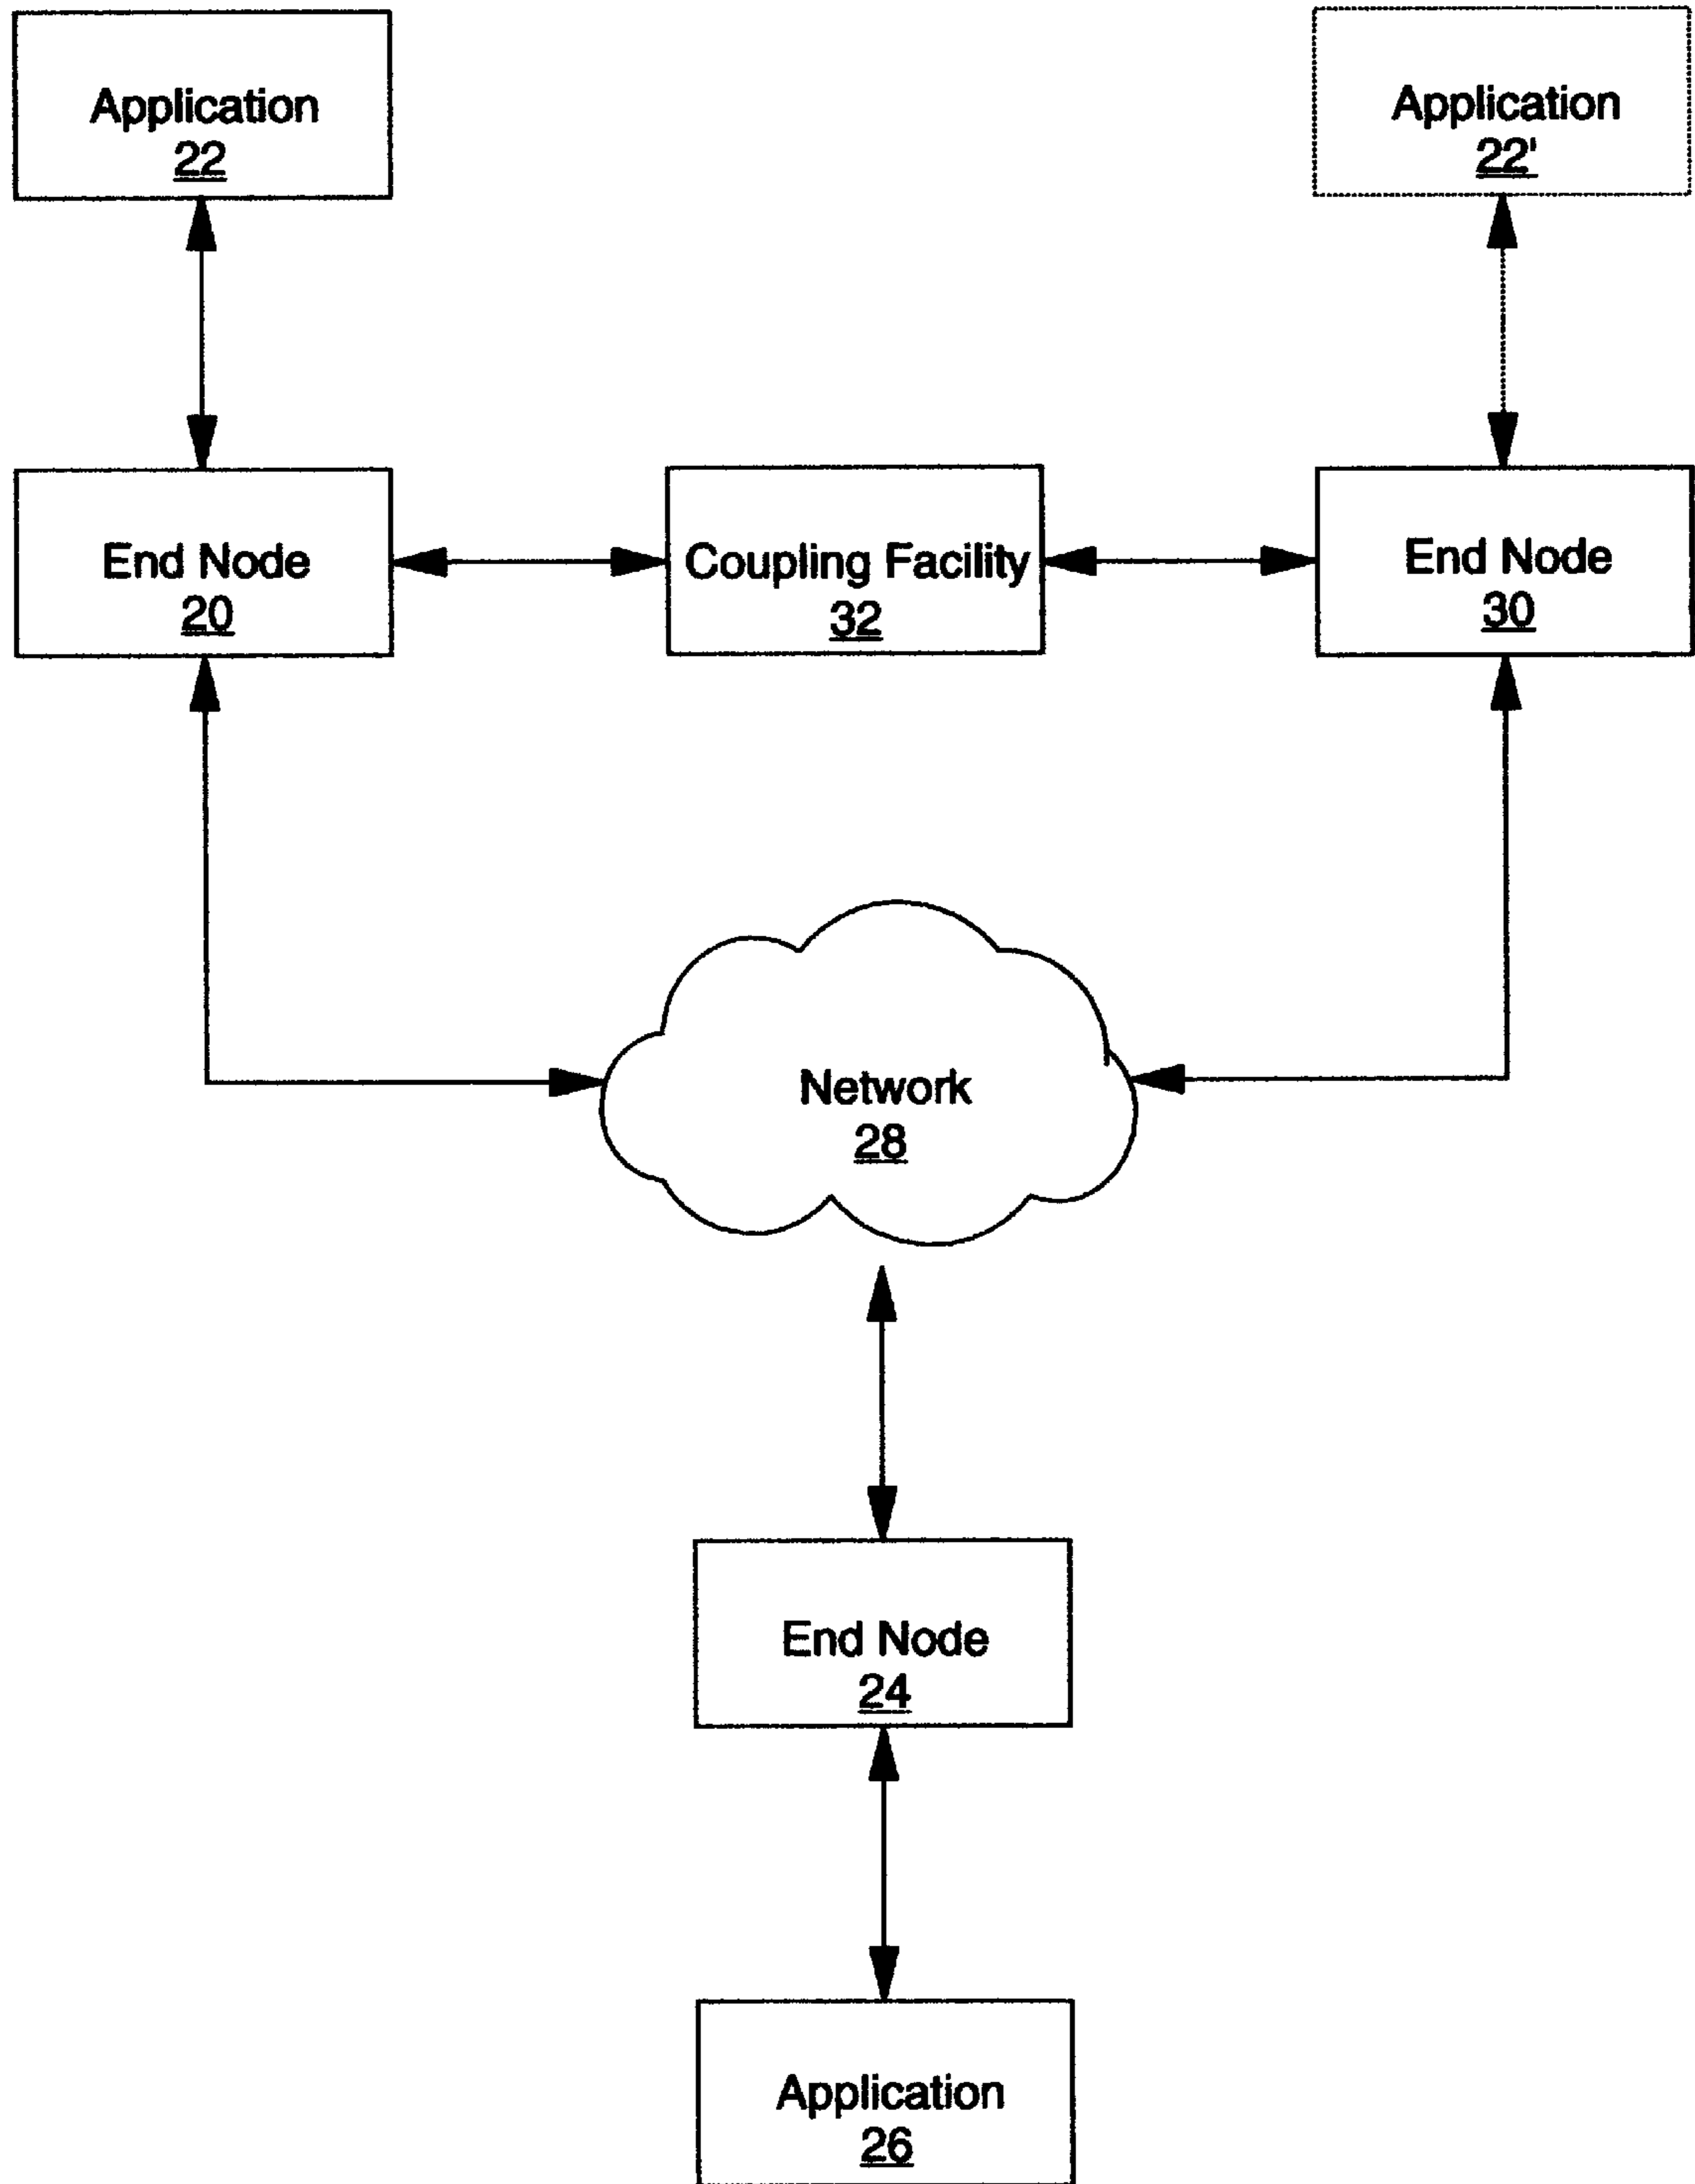 Application
22
Application
22'
End Node
20
Coupling Facility
32
End Node
30
Network
28
End Node
24
Application
26